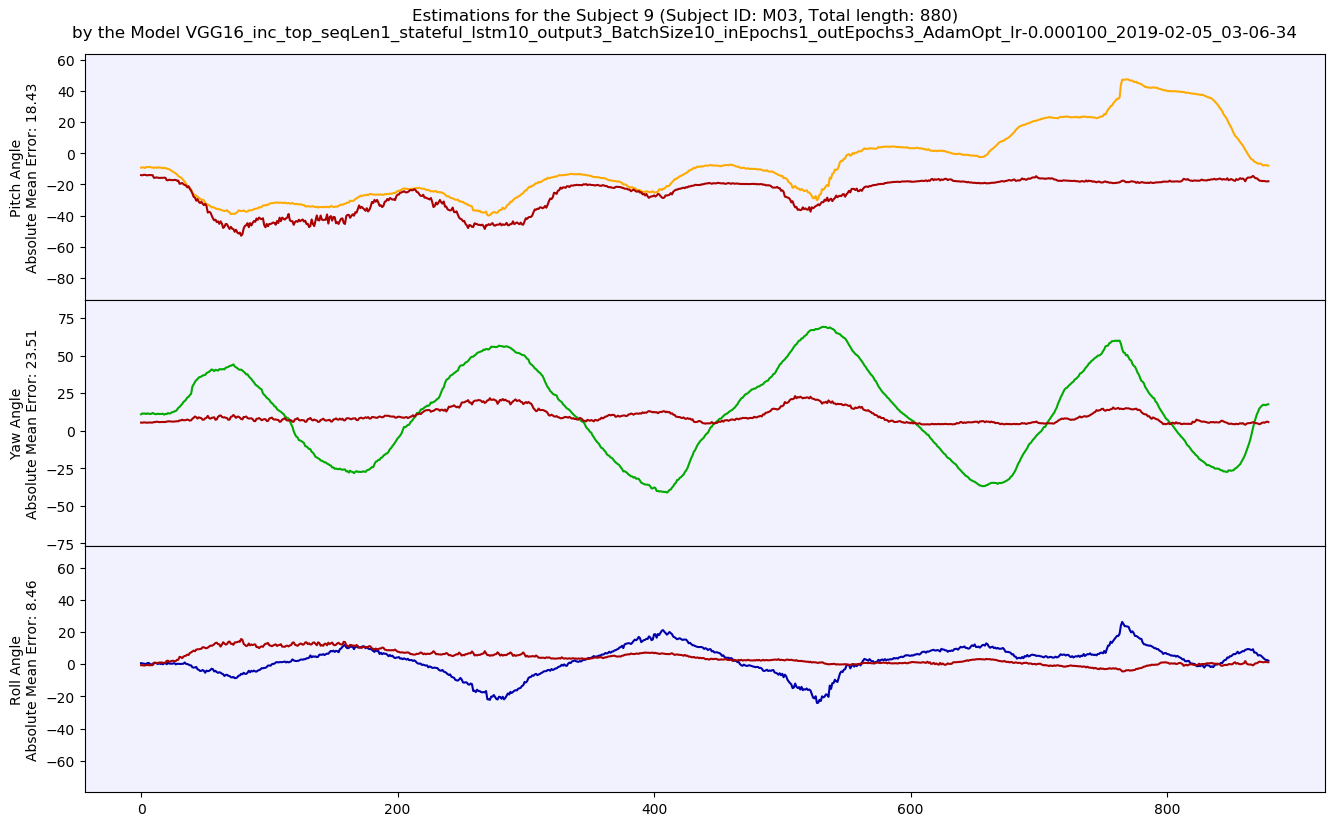 Estimations for the Subject 9 (Subject ID: M03, Total length: 880)
by the Model VGG16_inc_top_seqLen1_stateful_lstm10_output3_BatchSize10_inEpochs1_outEpochs3_AdamOpt_lr-0.000100_2019-02-05_03-06-34
Pitch Angle
Absolute Mean Error: 18.43
60
40
20
0
−20
−40
−60
−80
Yaw Angle
Absolute Mean Error: 23.51
75
50
25
0
−25
−50
−75
Roll Angle
Absolute Mean Error: 8.46
60
40
20
0
−20
−40
−60
0 200 400 600 800